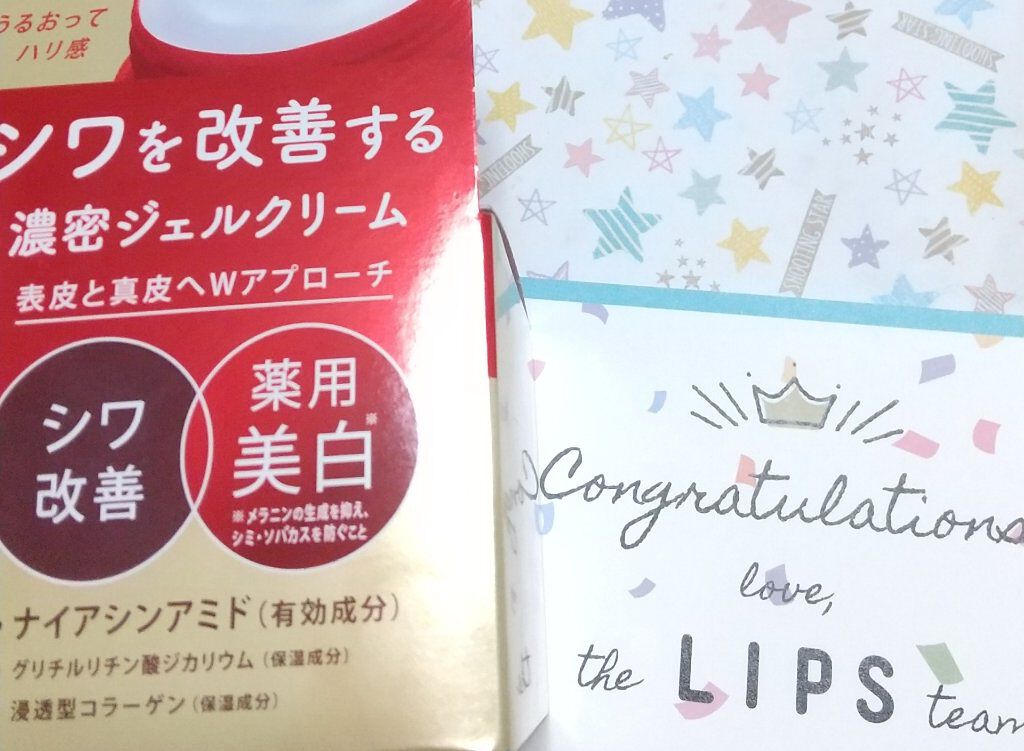 うるおって
ハリ感
シワを改善する
濃密ジェルクリーム
表皮と真皮へWアプローチ
シワ
改善
薬用
美白※
※メラニンの生成を抑え、
シミ・ソバカスを防ぐこと
ナイアシンアミド(有効成分)
グリチルリチン酸ジカリウム(保湿成分)
浸透型コラーゲン(保湿成分)
SHOOTING STAR
SHOOTING STAR
Congratulations
love,
the LIPS team